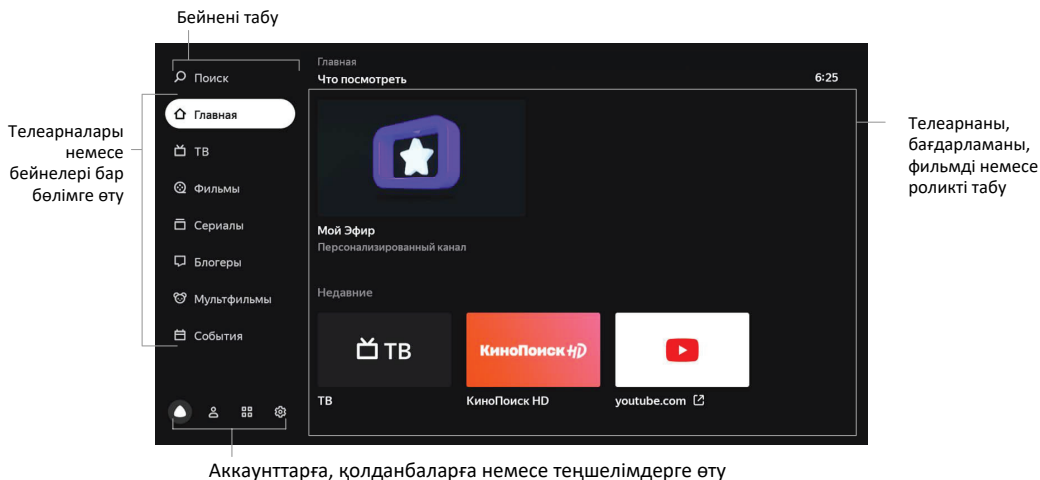 Бейнені табу
Главная
Что посмотреть
6:25
Поиск
Главная
ТВ
Фильмы
Сериалы
Блогеры
Мультфильмы
События
Телеарналары
немесе
бейнелері бар
бөлімге өту
Мой Эфир
Персонализированный канал
Недавние
ТВ
КиноПоиск HD
ТВ
КиноПоиск HD
youtube.com
Телеарнаны,
бағдарламаны,
фильмді немесе
роликті табу
Аккаунттарға, қолданбаларға немесе теңшелімдерге өту